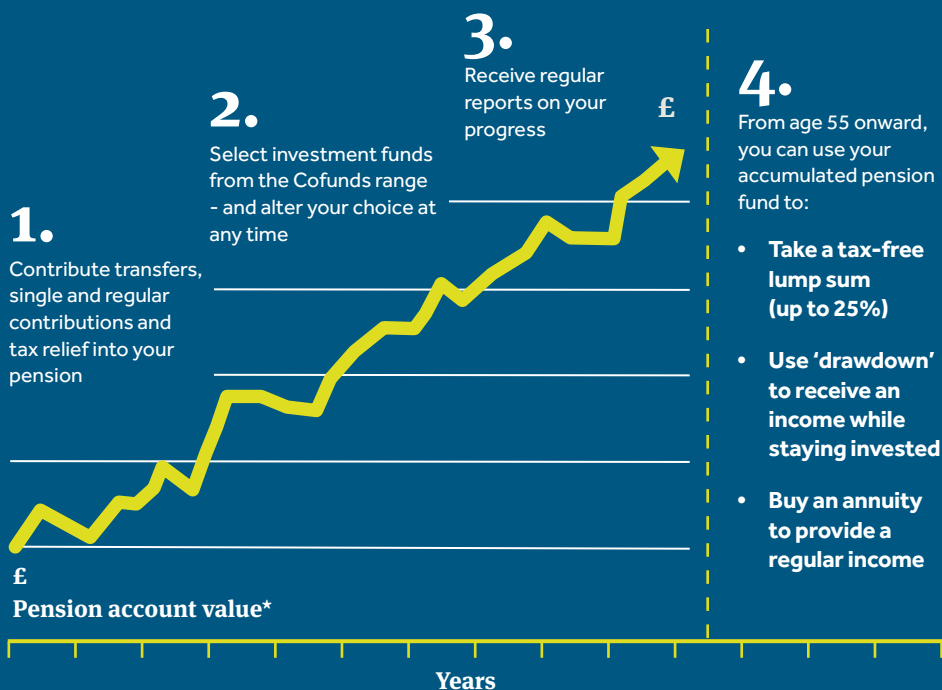 1.
Contribute transfers,
single and regular
contributions and
tax relief into your
pension
2.
Select investment funds
from the Cofunds range
- and alter your choice at
any time
3.
Receive regular
reports on your
progress
£
4.
From age 55 onward,
you can use your
accumulated pension
fund to:
• Take a tax-free
lump sum
(up to 25%)
• Use ‘drawdown’
to receive an
income while
staying invested
• Buy an annuity
to provide a
regular income
£
Pension account value*
Years